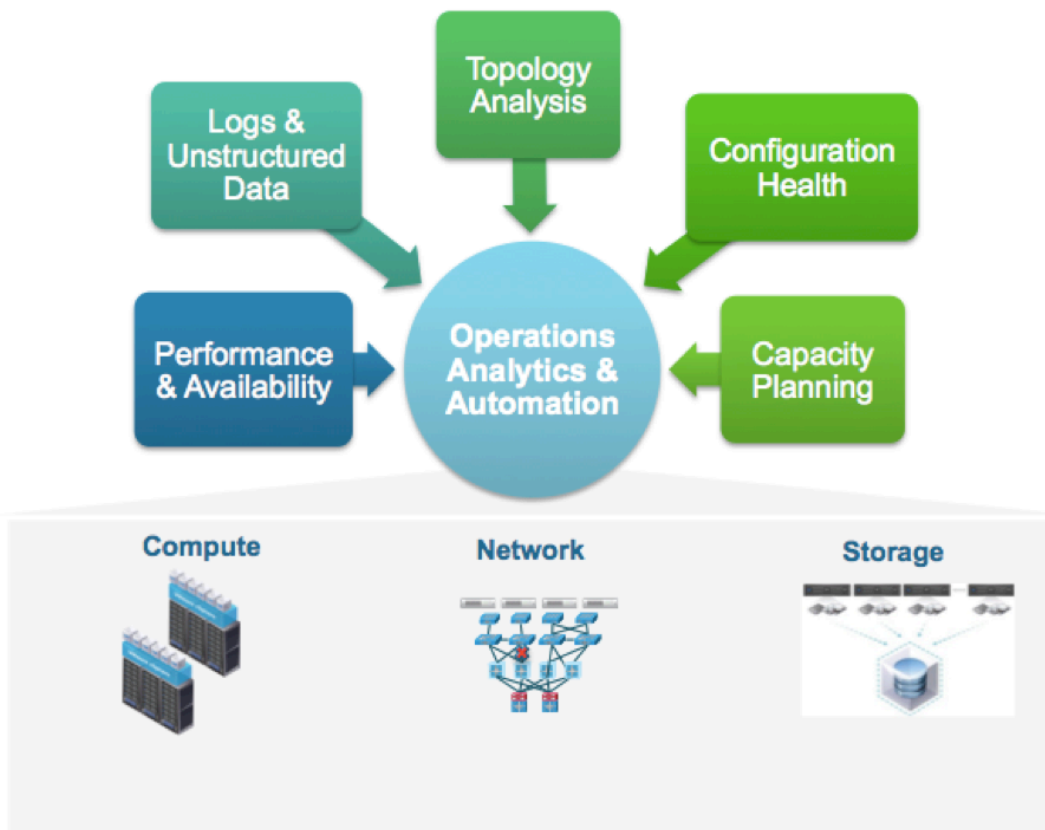 Topology
Analysis
Logs &
Unstructured
Data
Configuration
Health
Performance
& Availability
Operations
Analytics &
Automation
Capacity
Planning
Compute
Network
Storage